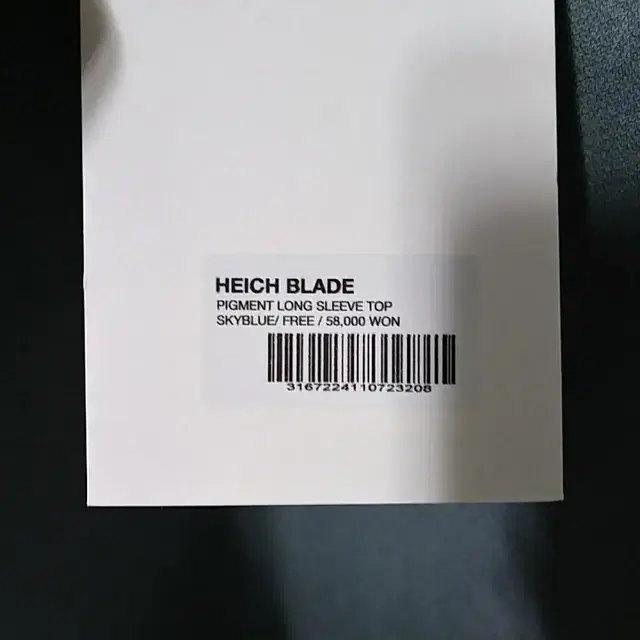 HEICH BLADE
PIGMENT LONG SLEEVE TOP
SKYBLUE/ FREE / 58,000 WON
3167224110723208